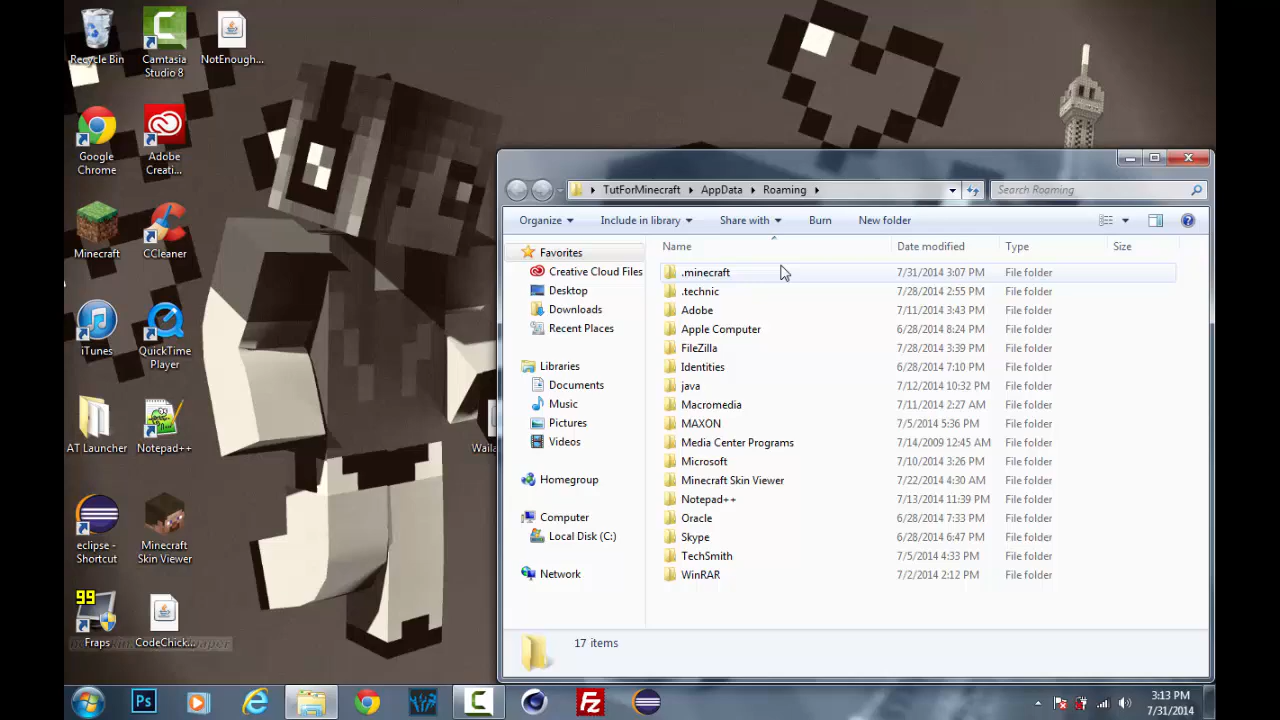 Recycle Bin
Camtasia
Studio 8
NotEnough...
Google
Chrome
Adobe
Creati...
Minecraft
CCleaner
iTunes
QuickTime
Player
AT Launcher
Notepad++
eclipse -
Shortcut
Minecraft
Skin Viewer
99
Fraps
CodeChick...
Waila
TutForMinecraft
AppData
Roaming
Search Roaming
Organize
Include in library
Share with
Burn
New folder
Favorites
Creative Cloud Files
Desktop
Downloads
Recent Places
Libraries
Documents
Music
Pictures
Videos
Homegroup
Computer
Local Disk (C:)
Network
Name Date modified Type Size
.minecraft 7/31/2014 3:07 PM File folder
.technic 7/28/2014 2:55 PM File folder
Adobe 7/11/2014 3:43 PM File folder
Apple Computer 6/28/2014 8:24 PM File folder
FileZilla 7/28/2014 3:39 PM File folder
Identities 6/28/2014 7:10 PM File folder
java 7/12/2014 10:32 PM File folder
Macromedia 7/11/2014 2:27 AM File folder
MAXON 7/5/2014 5:36 PM File folder
Media Center Programs 7/14/2009 12:45 AM File folder
Microsoft 7/10/2014 3:26 PM File folder
Minecraft Skin Viewer 7/22/2014 4:30 AM File folder
Notepad++ 7/13/2014 11:39 PM File folder
Oracle 6/28/2014 7:33 PM File folder
Skype 6/28/2014 6:47 PM File folder
TechSmith 7/5/2014 4:33 PM File folder
WinRAR 7/2/2014 2:12 PM File folder
17 items
Ps
Fz
3:13 PM
7/31/2014